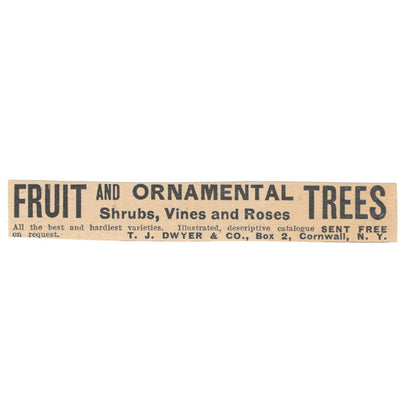 FRUIT AND ORNAMENTAL TREES
Shrubs, Vines and Roses
All the best and hardiest varieties. Illustrated, descriptive catalogue SENT FREE
on request. T. J. DWYER & CO., Box 2, Cornwall, N. Y.